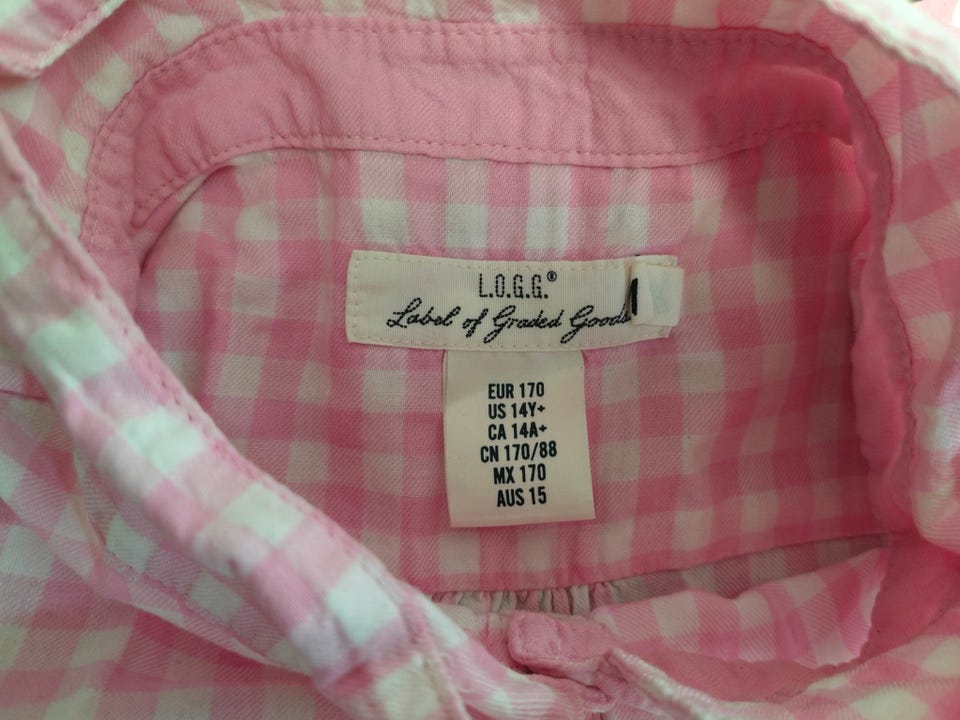 L.O.G.G.®
Label of Graded Goods
EUR 170
US 14Y+
CA 14A+
CN 170/88
MX 170
AUS 15